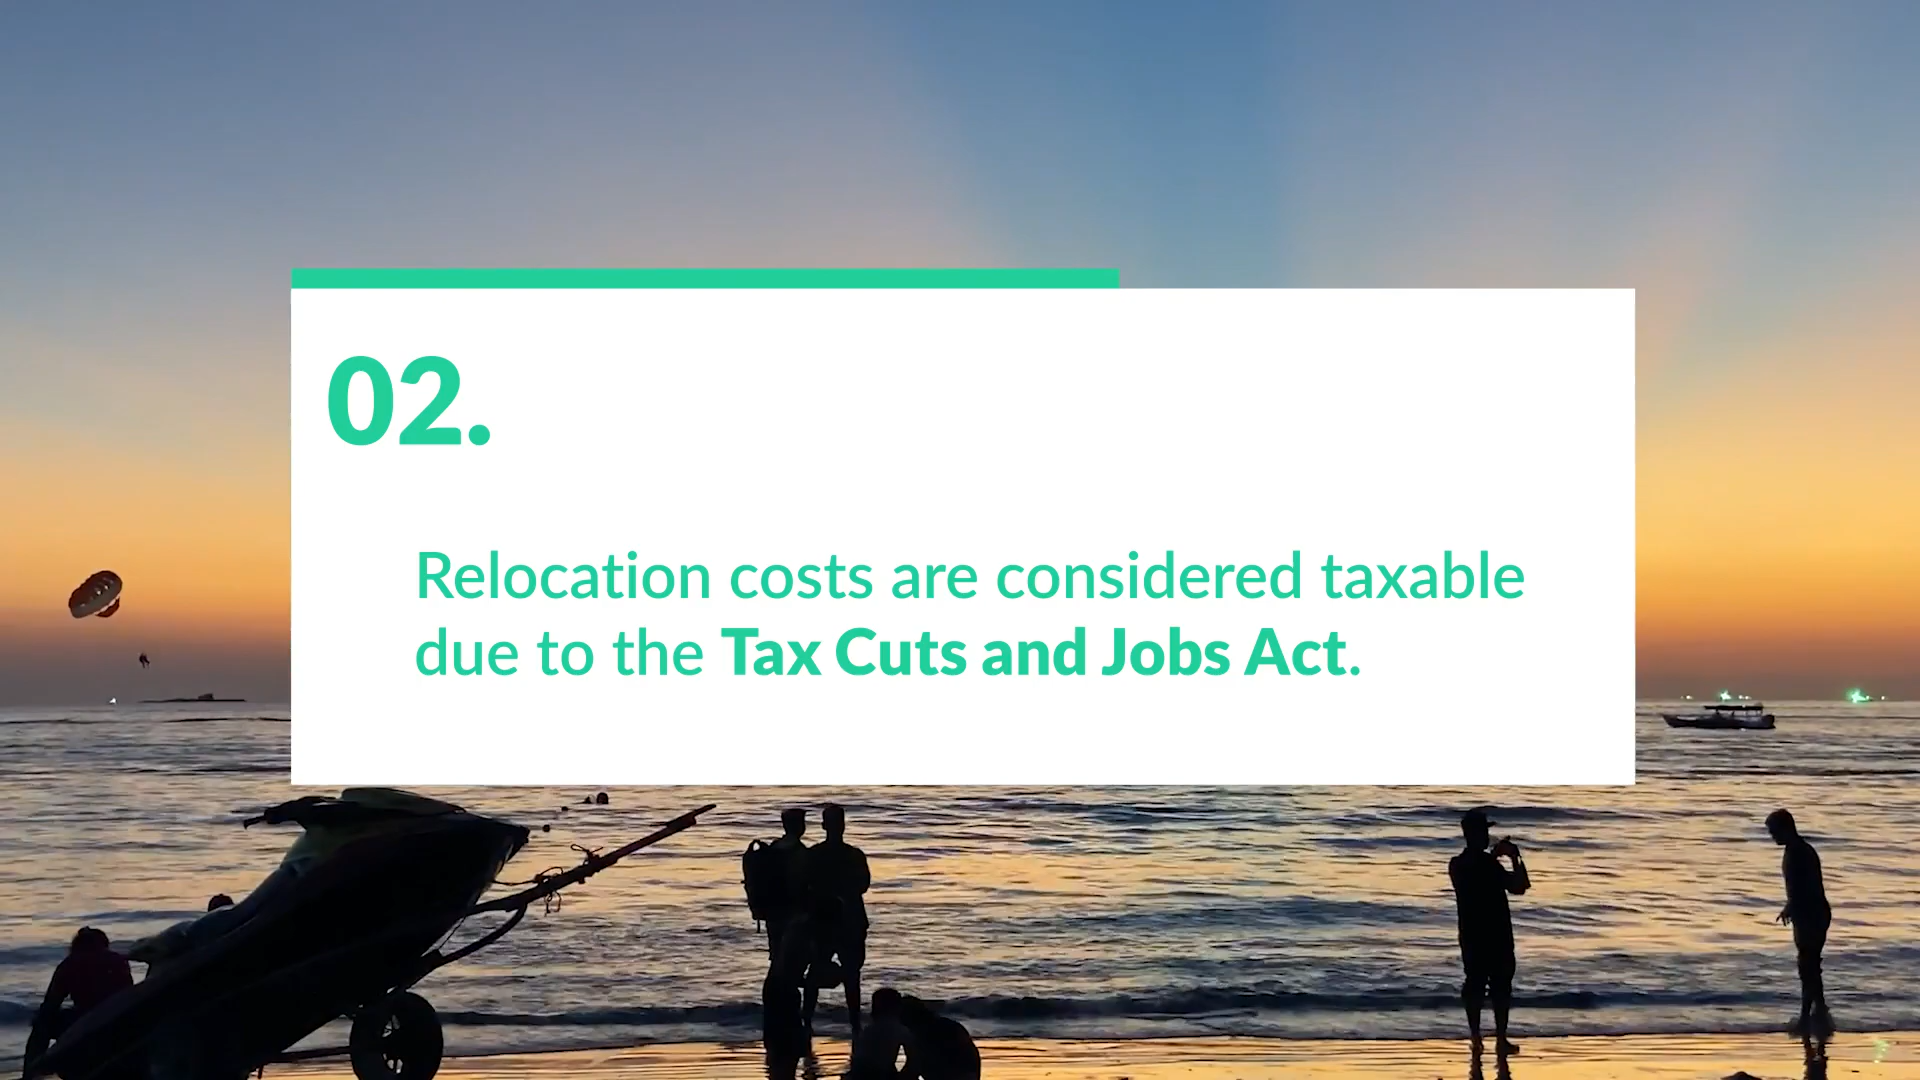 02.
Relocation costs are considered taxable
due to the Tax Cuts and Jobs Act.